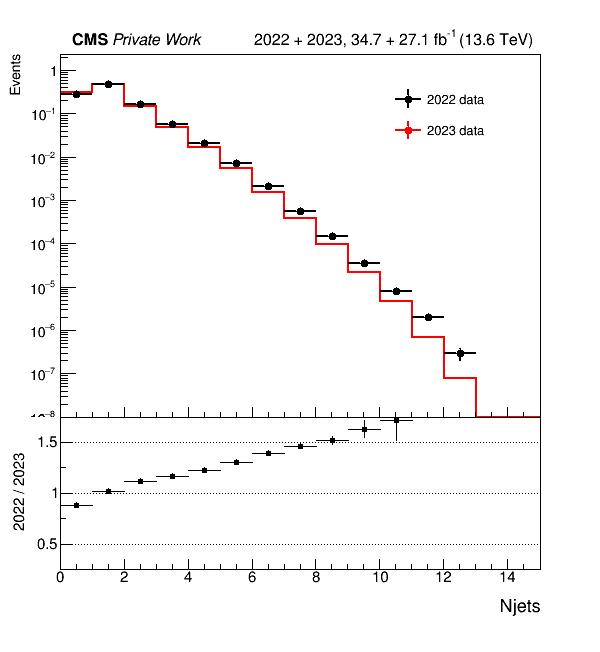 CMS Private Work 2022 + 2023, 34.7 + 27.1 fb⁻¹ (13.6 TeV)
Events
1
10⁻¹
10⁻²
10⁻³
10⁻⁴
10⁻⁵
10⁻⁶
10⁻⁷
10⁻⁸
2022 data
2023 data
2022 / 2023
1.5
1
0.5
0 2 4 6 8 10 12 14
Njets